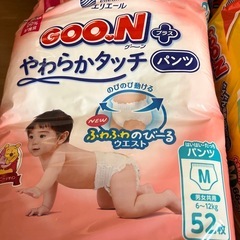 エリエール
GOO.N プラス
グ〜ン
やわらかタッチ
パンツ
のびのび動ける
NEW
ふわふわのびーる
ウエスト
はいはい〜たっち
パンツ
M
男女共用
6〜12kg
52枚